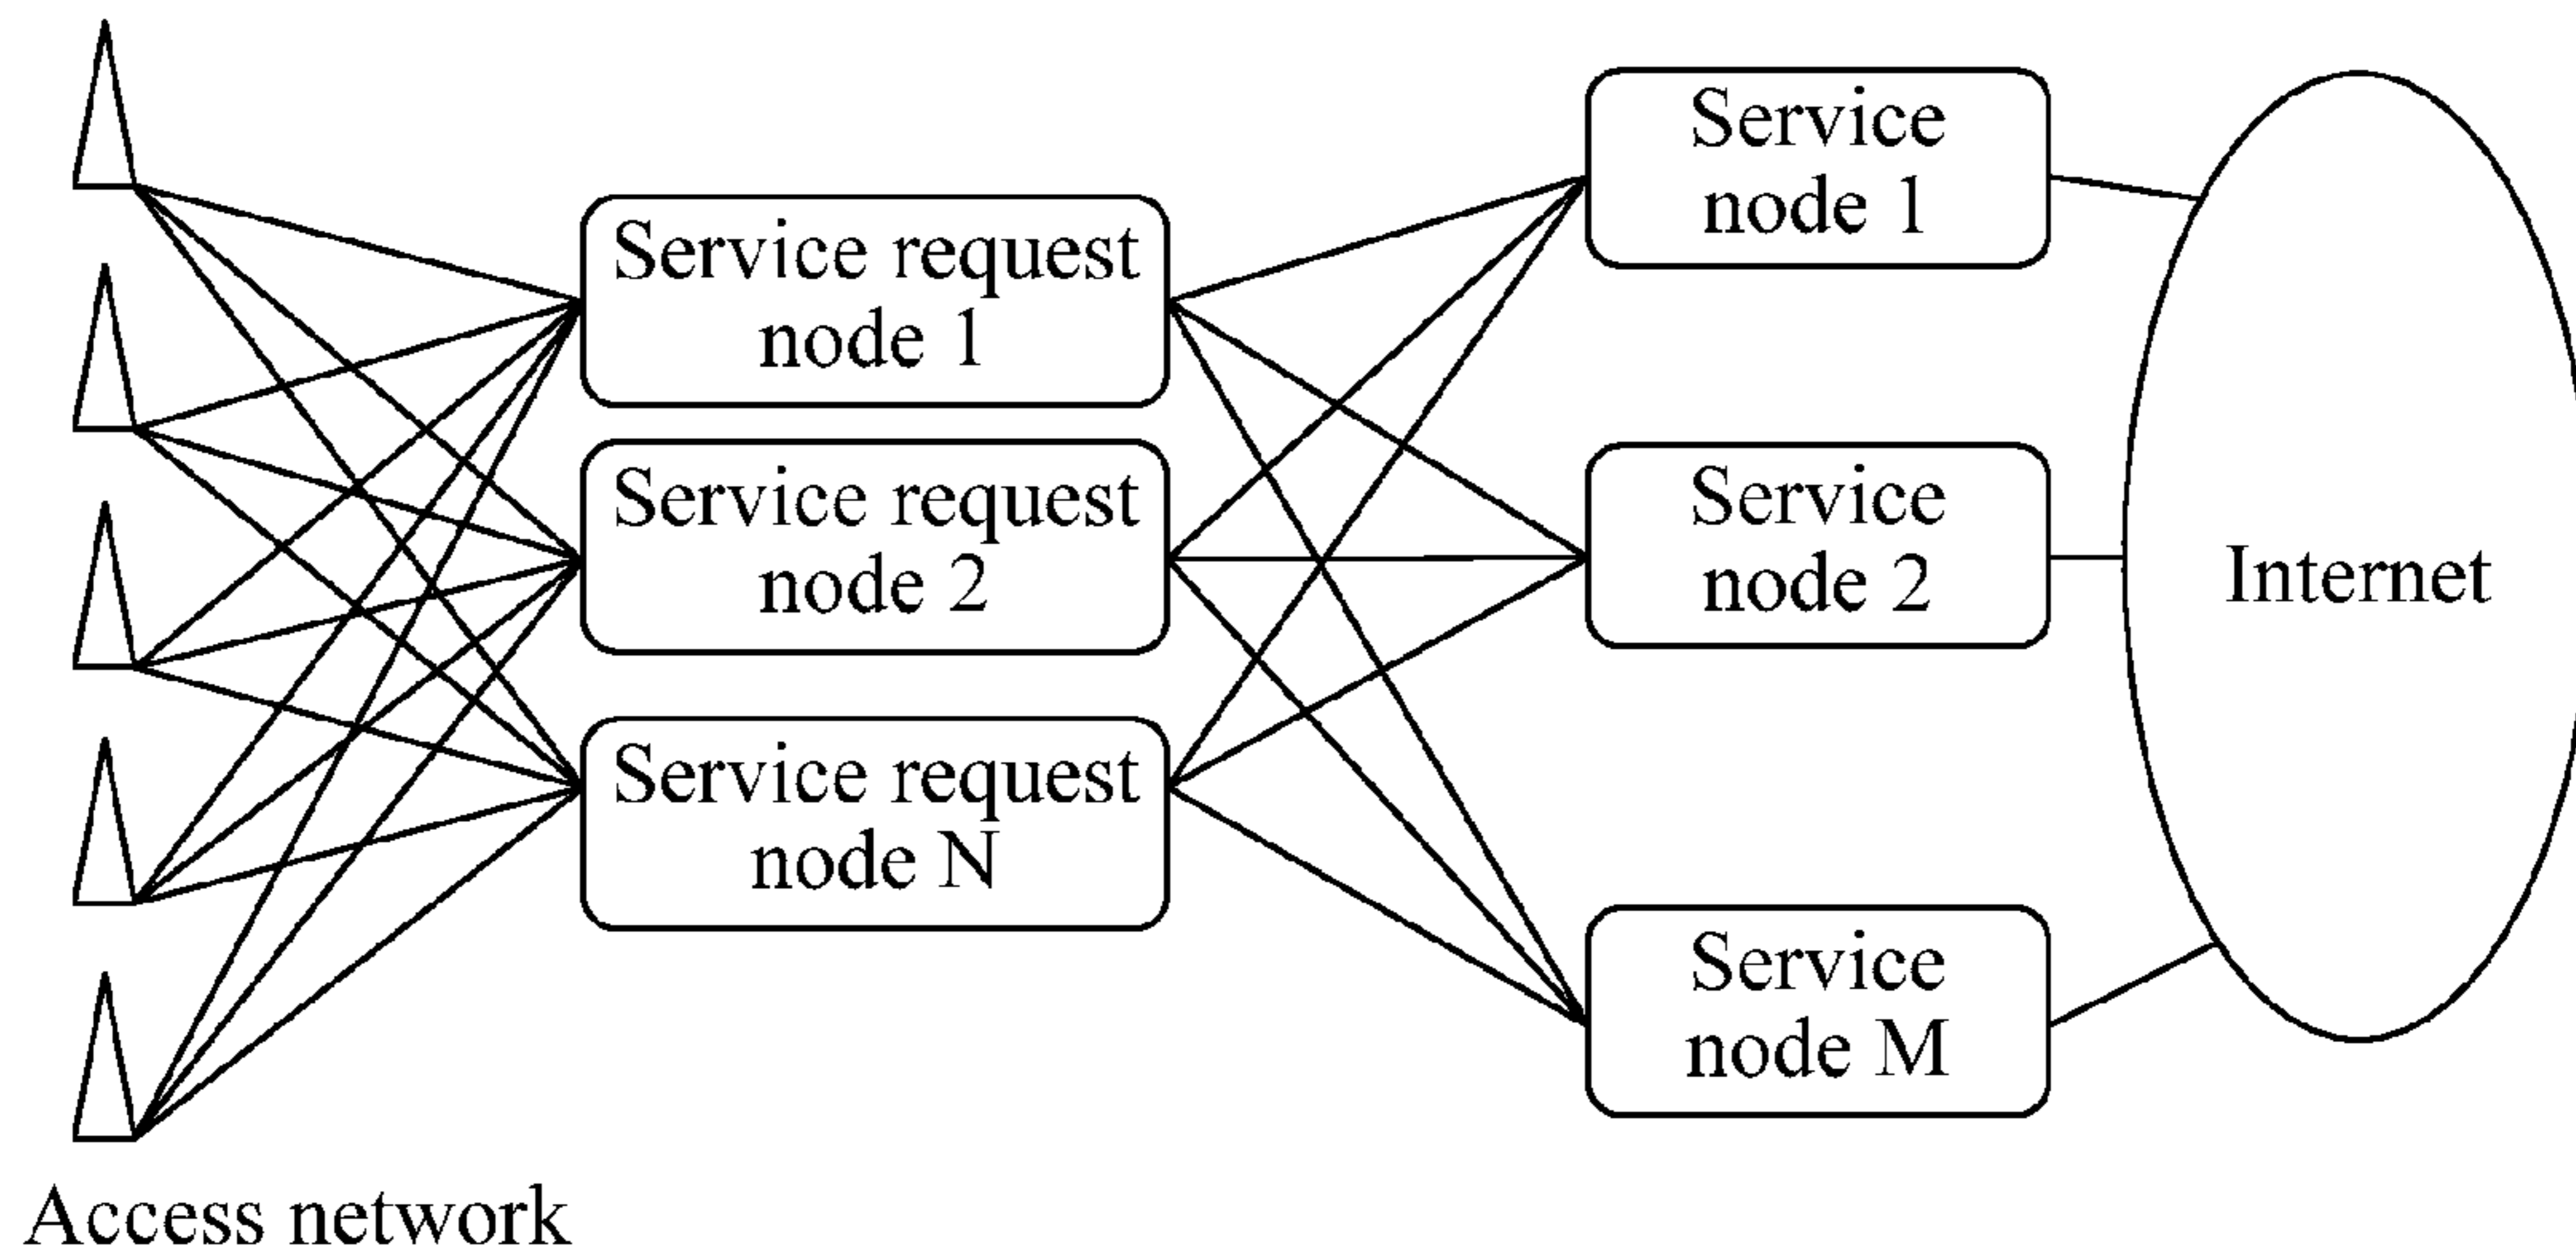 Service request
node 1
Service request
node 2
Service request
node N
Service
node 1
Service
node 2
Service
node M
Internet
Access network